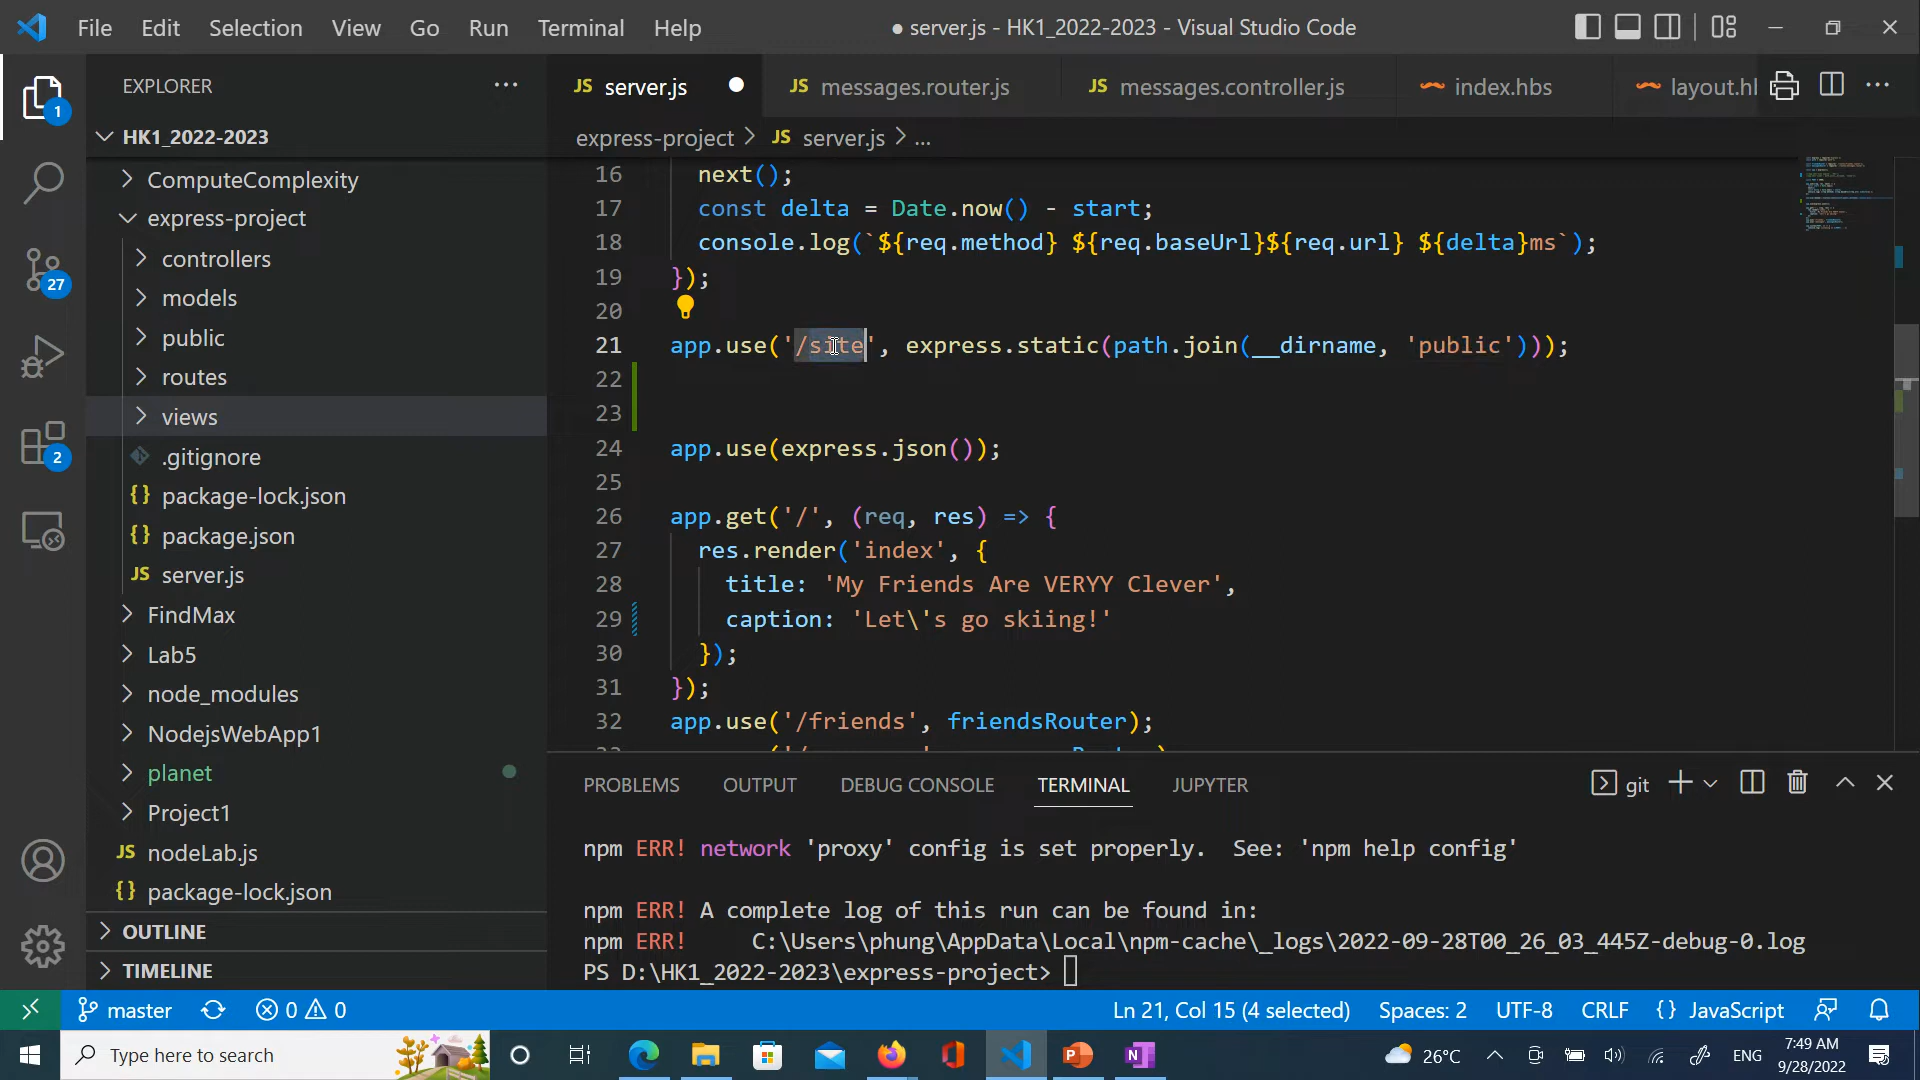 File Edit Selection View Go Run Terminal Help
● server.js - HK1_2022-2023 - Visual Studio Code
EXPLORER
JS server.js
JS messages.router.js
JS messages.controller.js
index.hbs
layout.hl
express-project > JS server.js > ...
HK1_2022-2023
ComputeComplexity
express-project
controllers
models
public
routes
views
.gitignore
{} package-lock.json
{} package.json
JS server.js
FindMax
Lab5
node_modules
NodejsWebApp1
planet
Project1
JS nodeLab.js
{} package-lock.json
OUTLINE
TIMELINE
1
27
2
16 next();
17 const delta = Date.now() - start;
18 console.log(`${req.method} ${req.baseUrl}${req.url} ${delta}ms`);
19 });
20
21 app.use('/site', express.static(path.join(__dirname, 'public')));
22
23
24 app.use(express.json());
25
26 app.get('/', (req, res) => {
27 res.render('index', {
28 title: 'My Friends Are VERYY Clever',
29 caption: 'Let\'s go skiing!'
30 });
31 });
32 app.use('/friends', friendsRouter);
PROBLEMS OUTPUT DEBUG CONSOLE TERMINAL JUPYTER
git
npm ERR! network 'proxy' config is set properly.  See: 'npm help config'
npm ERR! A complete log of this run can be found in:
npm ERR!     C:\Users\phung\AppData\Local\npm-cache\_logs\2022-09-28T00_26_03_445Z-debug-0.log
PS D:\HK1_2022-2023\express-project>
master 0 0
Ln 21, Col 15 (4 selected) Spaces: 2 UTF-8 CRLF {} JavaScript
Type here to search
26°C
ENG
7:49 AM
9/28/2022